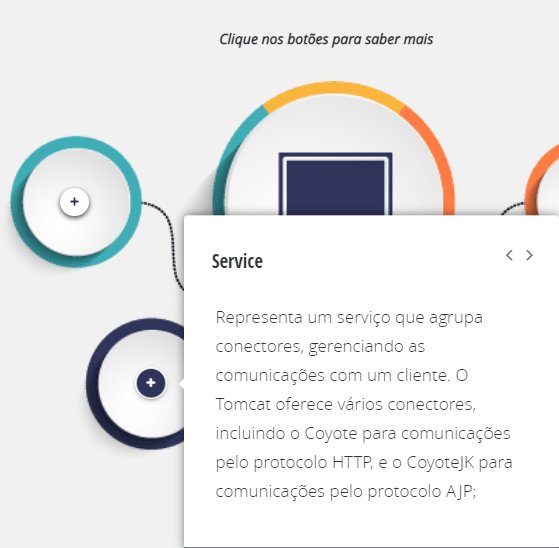 Clique nos botões para saber mais
Service
Representa um serviço que agrupa
conectores, gerenciando as
comunicações com um cliente. O
Tomcat oferece vários conectores,
incluindo o Coyote para comunicações
pelo protocolo HTTP, e o CoyoteJK para
comunicações pelo protocolo AJP;